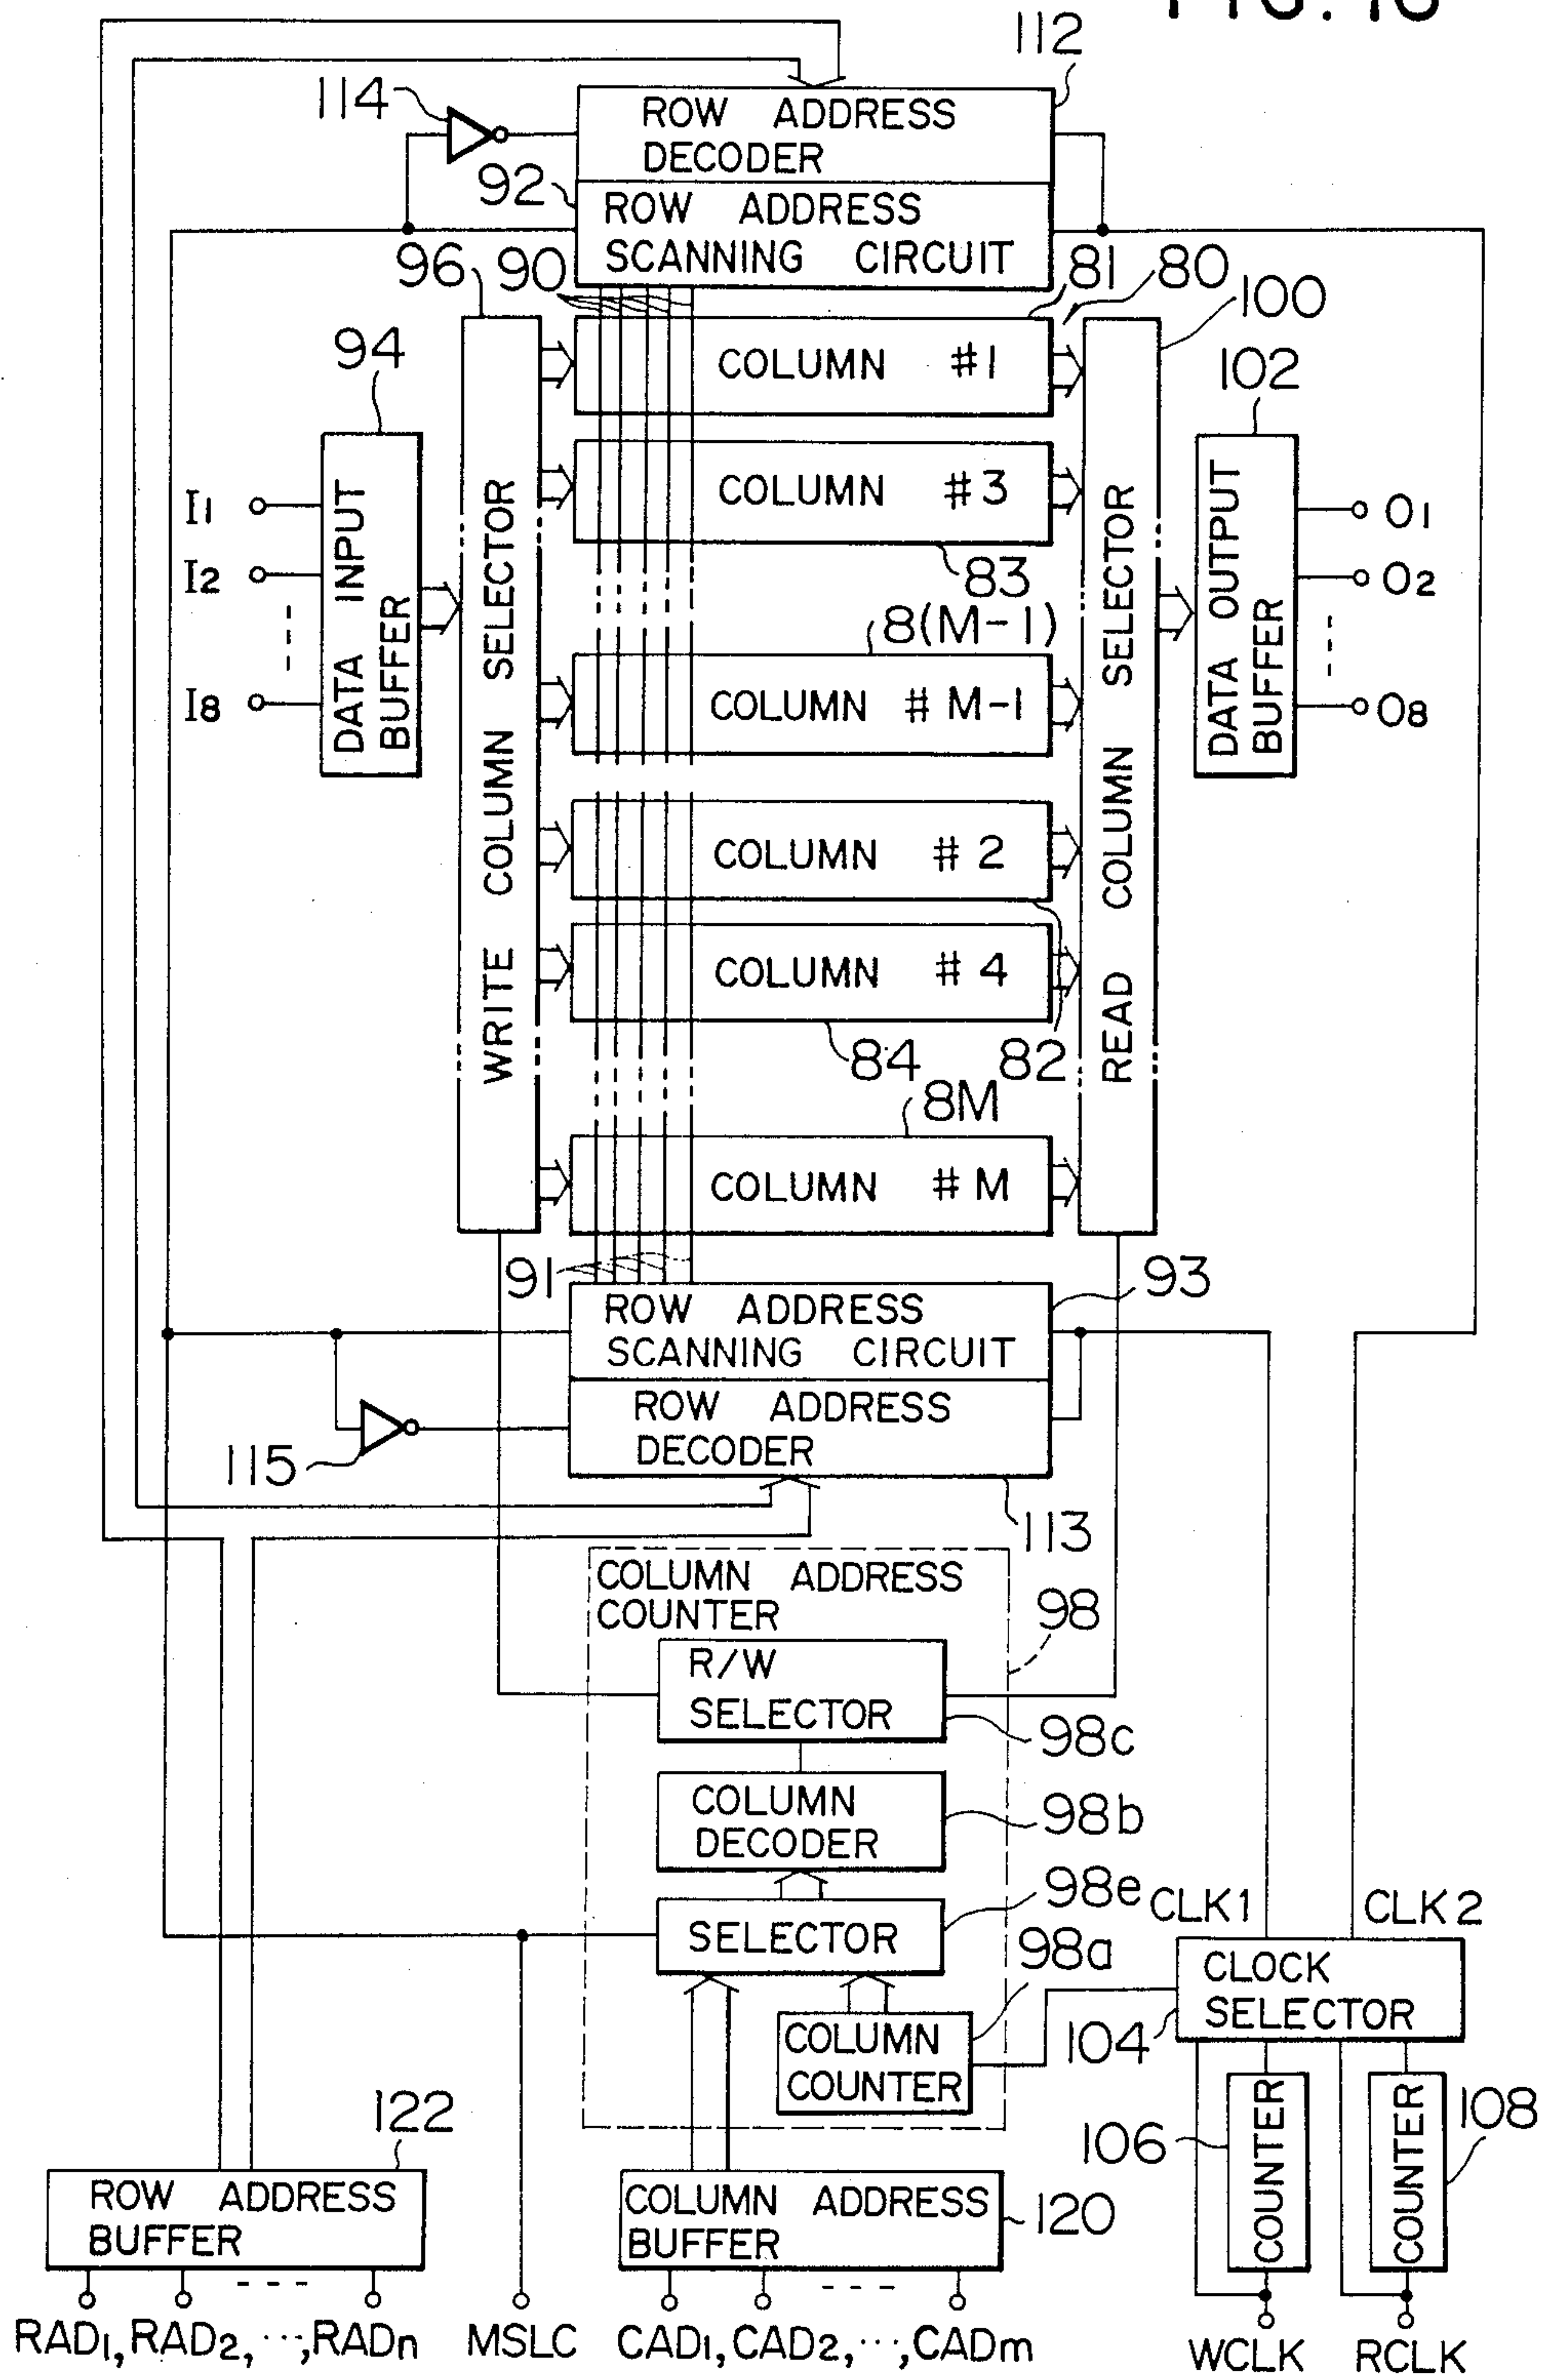 112
114
ROW ADDRESS
DECODER
92
ROW ADDRESS
SCANNING CIRCUIT
96
90
81
80
100
94
COLUMN #1
102
DATA INPUT
BUFFER
WRITE COLUMN SELECTOR
COLUMN #3
83
READ COLUMN SELECTOR
DATA OUTPUT
BUFFER
I1
I2
I8
O1
O2
O8
8(M-1)
COLUMN # M-1
COLUMN # 2
COLUMN # 4
84
82
8M
COLUMN # M
91
93
ROW ADDRESS
SCANNING CIRCUIT
ROW ADDRESS
DECODER
115
113
COLUMN ADDRESS
COUNTER
98
R/W
SELECTOR
98c
COLUMN
DECODER
98b
98e
SELECTOR
98a
CLK1
CLK2
CLOCK
SELECTOR
104
COLUMN
COUNTER
122
106
COUNTER
COUNTER
108
ROW ADDRESS
BUFFER
COLUMN ADDRESS
BUFFER
120
RAD1, RAD2, ···, RADn
MSLC
CAD1, CAD2, ···, CADm
WCLK
RCLK